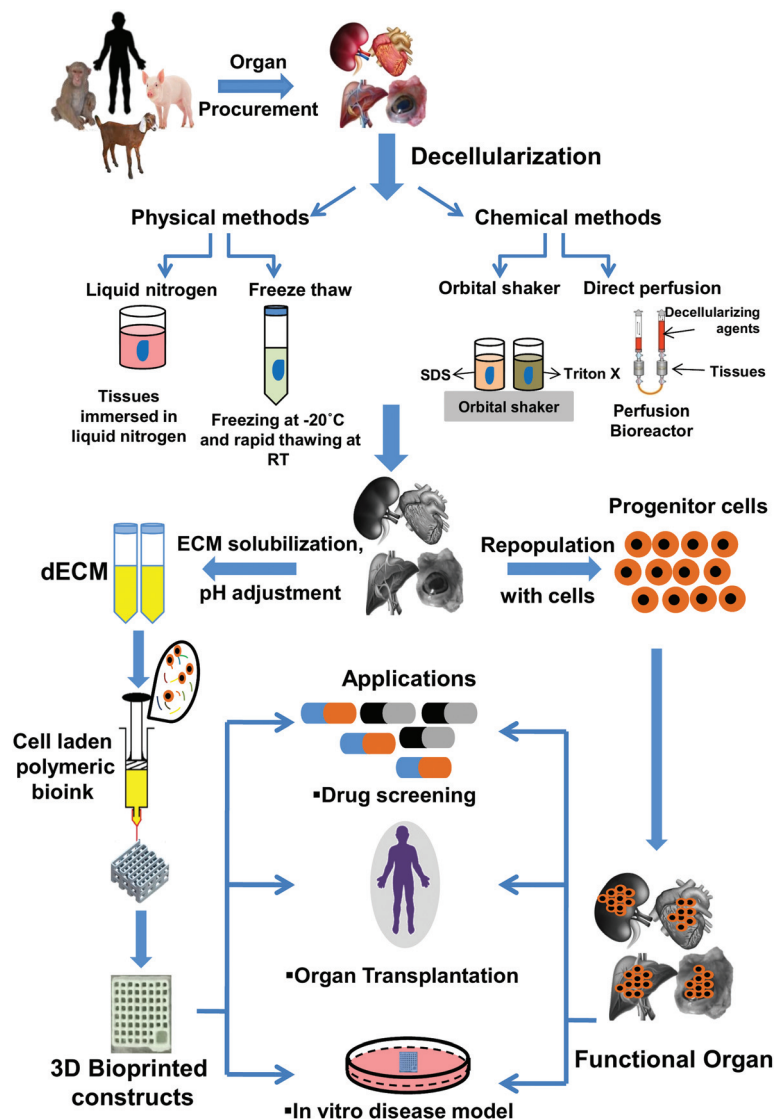 Organ
Procurement
Decellularization
Physical methods
Chemical methods
Liquid nitrogen
Freeze thaw
Orbital shaker
Direct perfusion
Decellularizing
agents
SDS
Triton X
Tissues
Orbital shaker
Perfusion
Bioreactor
Tissues
immersed in
liquid nitrogen
Freezing at -20˚C
and rapid thawing at
RT
dECM
ECM solubilization,
pH adjustment
Repopulation
with cells
Progenitor cells
Cell laden
polymeric
bioink
Applications
▪Drug screening
▪Organ Transplantation
▪In vitro disease model
3D Bioprinted
constructs
Functional Organ